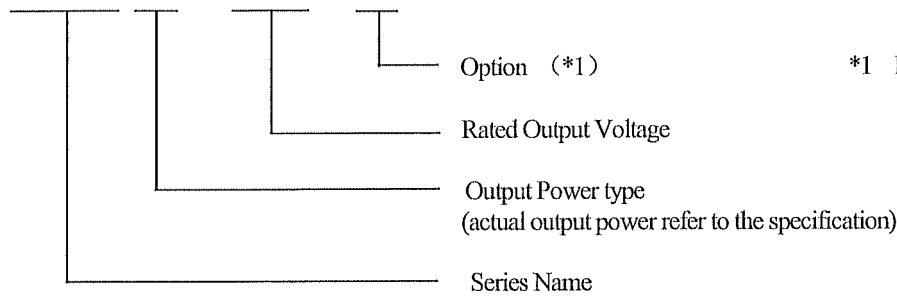 Option (*1) *1
Rated Output Voltage
Output Power type
(actual output power refer to the specification)
Series Name